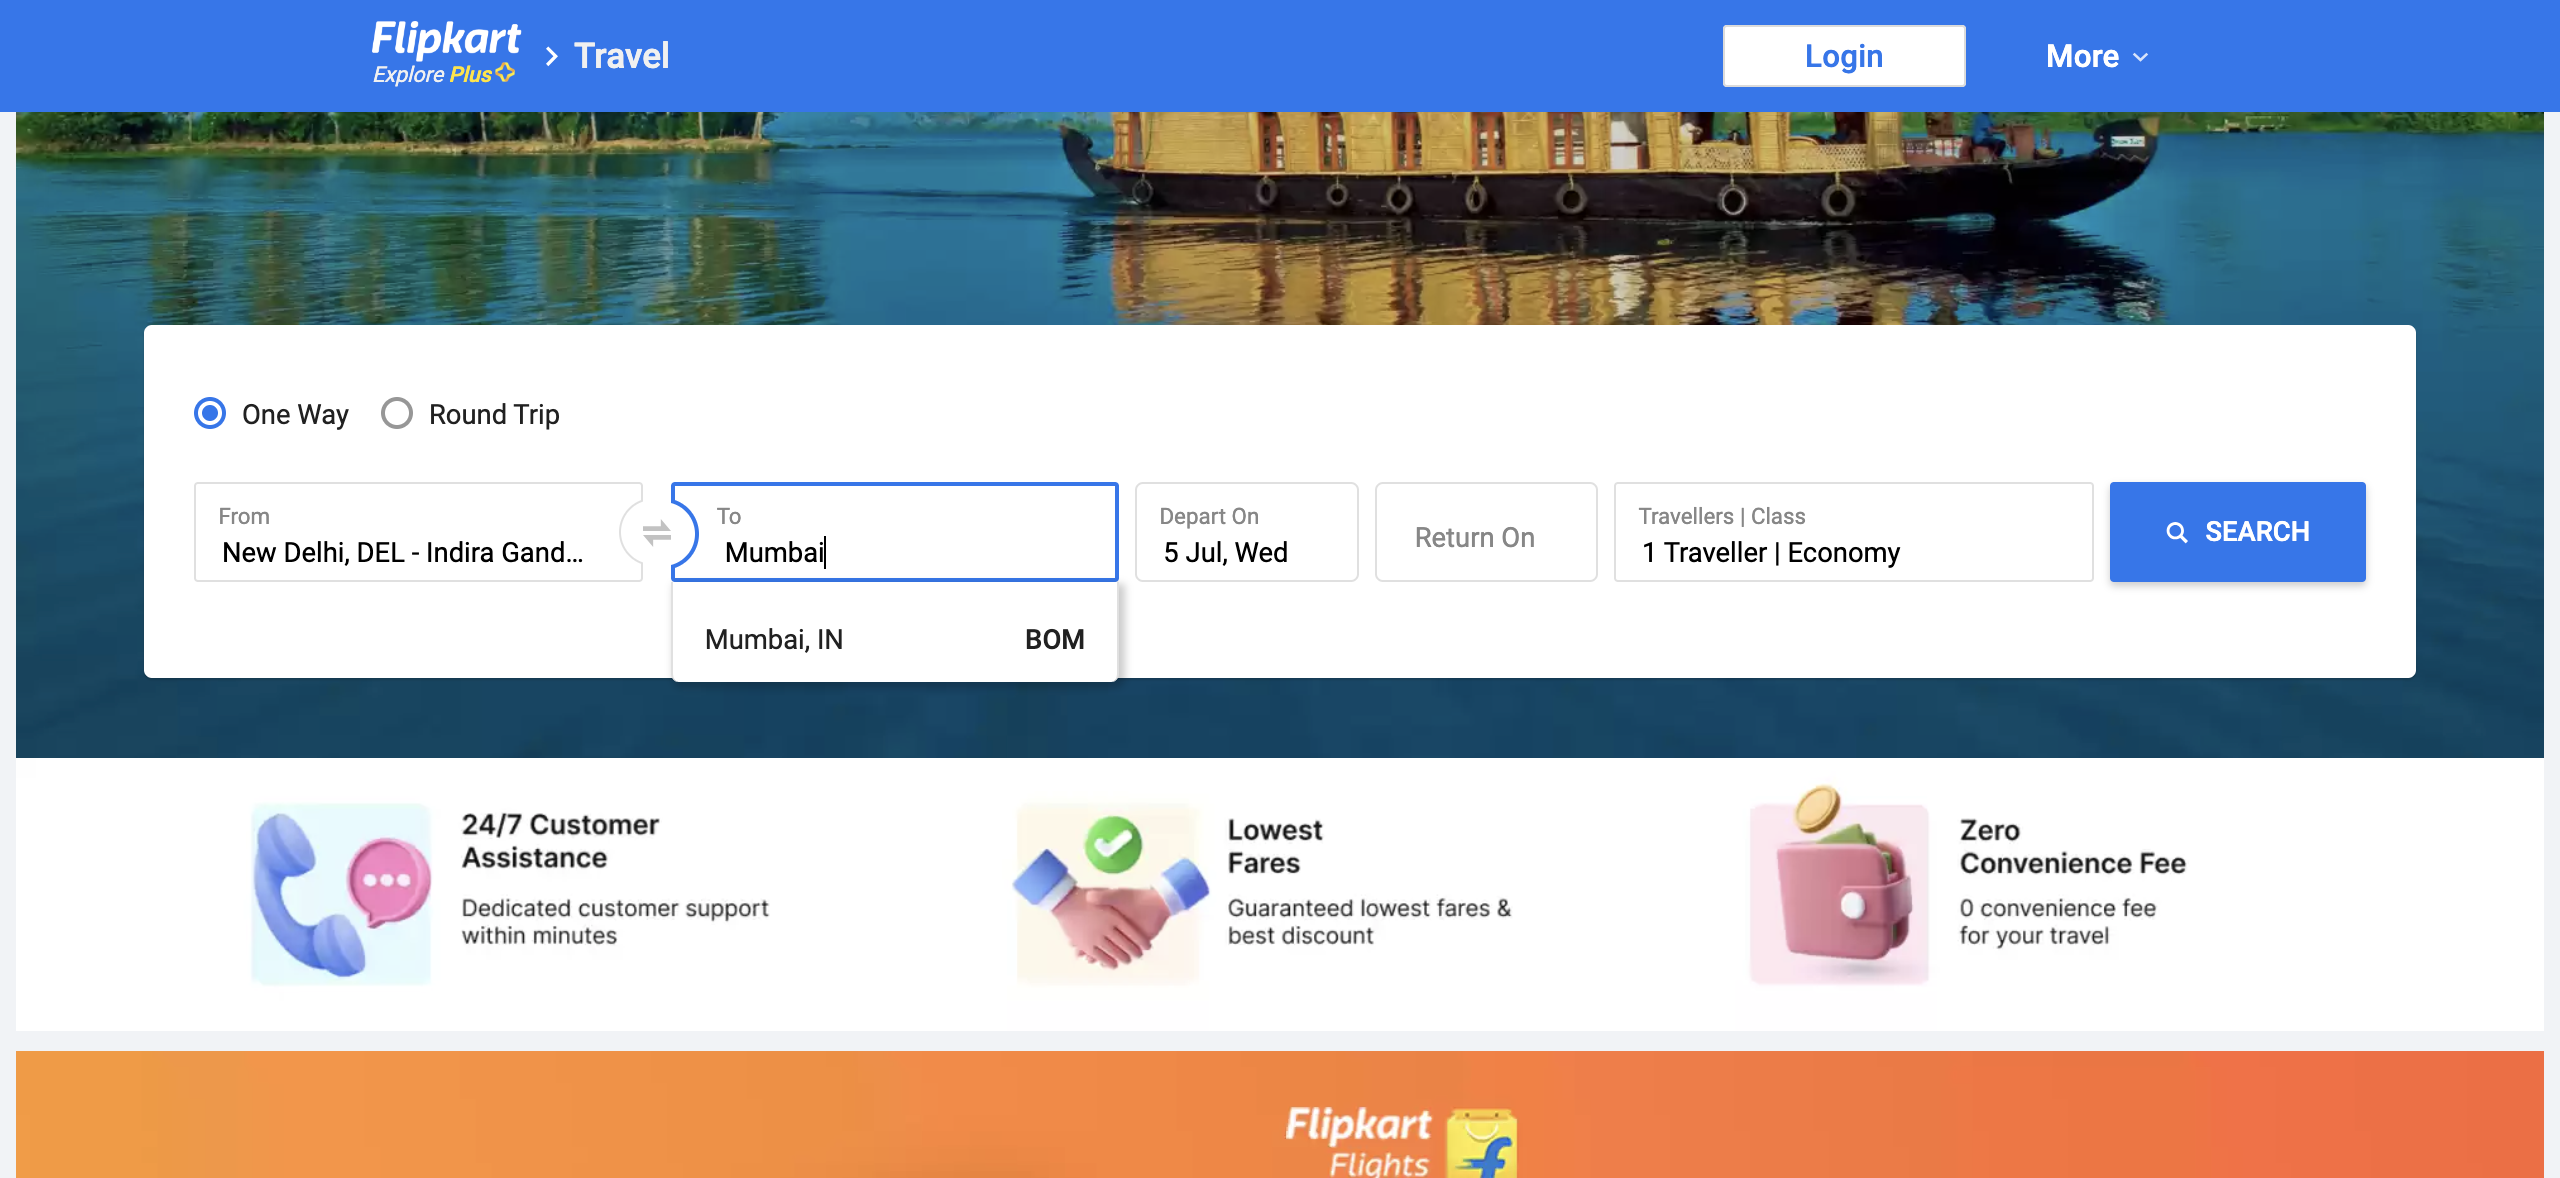 Flipkart
Explore Plus
Travel
Login
More
One Way
Round Trip
From
New Delhi, DEL - Indira Gand...
To
Mumbai
Depart On
5 Jul, Wed
Return On
Travellers | Class
1 Traveller | Economy
SEARCH
Mumbai, IN
BOM
24/7 Customer
Assistance
Dedicated customer support
within minutes
Lowest
Fares
Guaranteed lowest fares &
best discount
Zero
Convenience Fee
0 convenience fee
for your travel
Flipkart
Flights
f